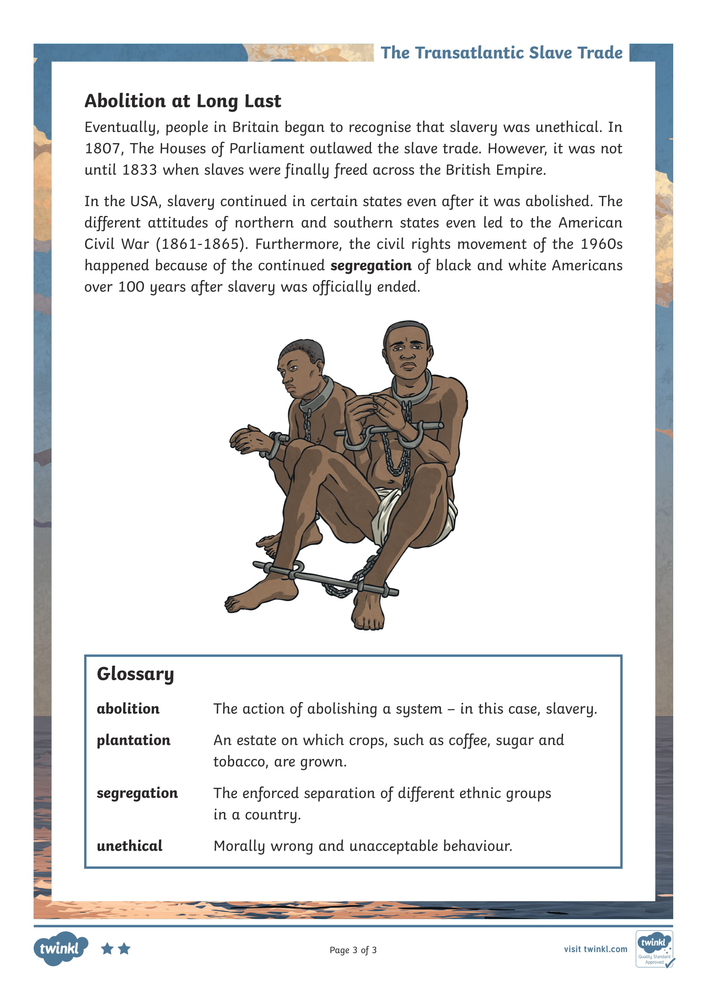 The Transatlantic Slave Trade
Abolition at Long Last
Eventually, people in Britain began to recognise that slavery was unethical. In
1807, The Houses of Parliament outlawed the slave trade. However, it was not
until 1833 when slaves were finally freed across the British Empire.
In the USA, slavery continued in certain states even after it was abolished. The
different attitudes of northern and southern states even led to the American
Civil War (1861-1865). Furthermore, the civil rights movement of the 1960s
happened because of the continued segregation of black and white Americans
over 100 years after slavery was officially ended.
Glossary
abolition The action of abolishing a system – in this case, slavery.
plantation An estate on which crops, such as coffee, sugar and
tobacco, are grown.
segregation The enforced separation of different ethnic groups
in a country.
unethical Morally wrong and unacceptable behaviour.
twinkl
Page 3 of 3
visit twinkl.com
twinkl
Quality Standard
Approved